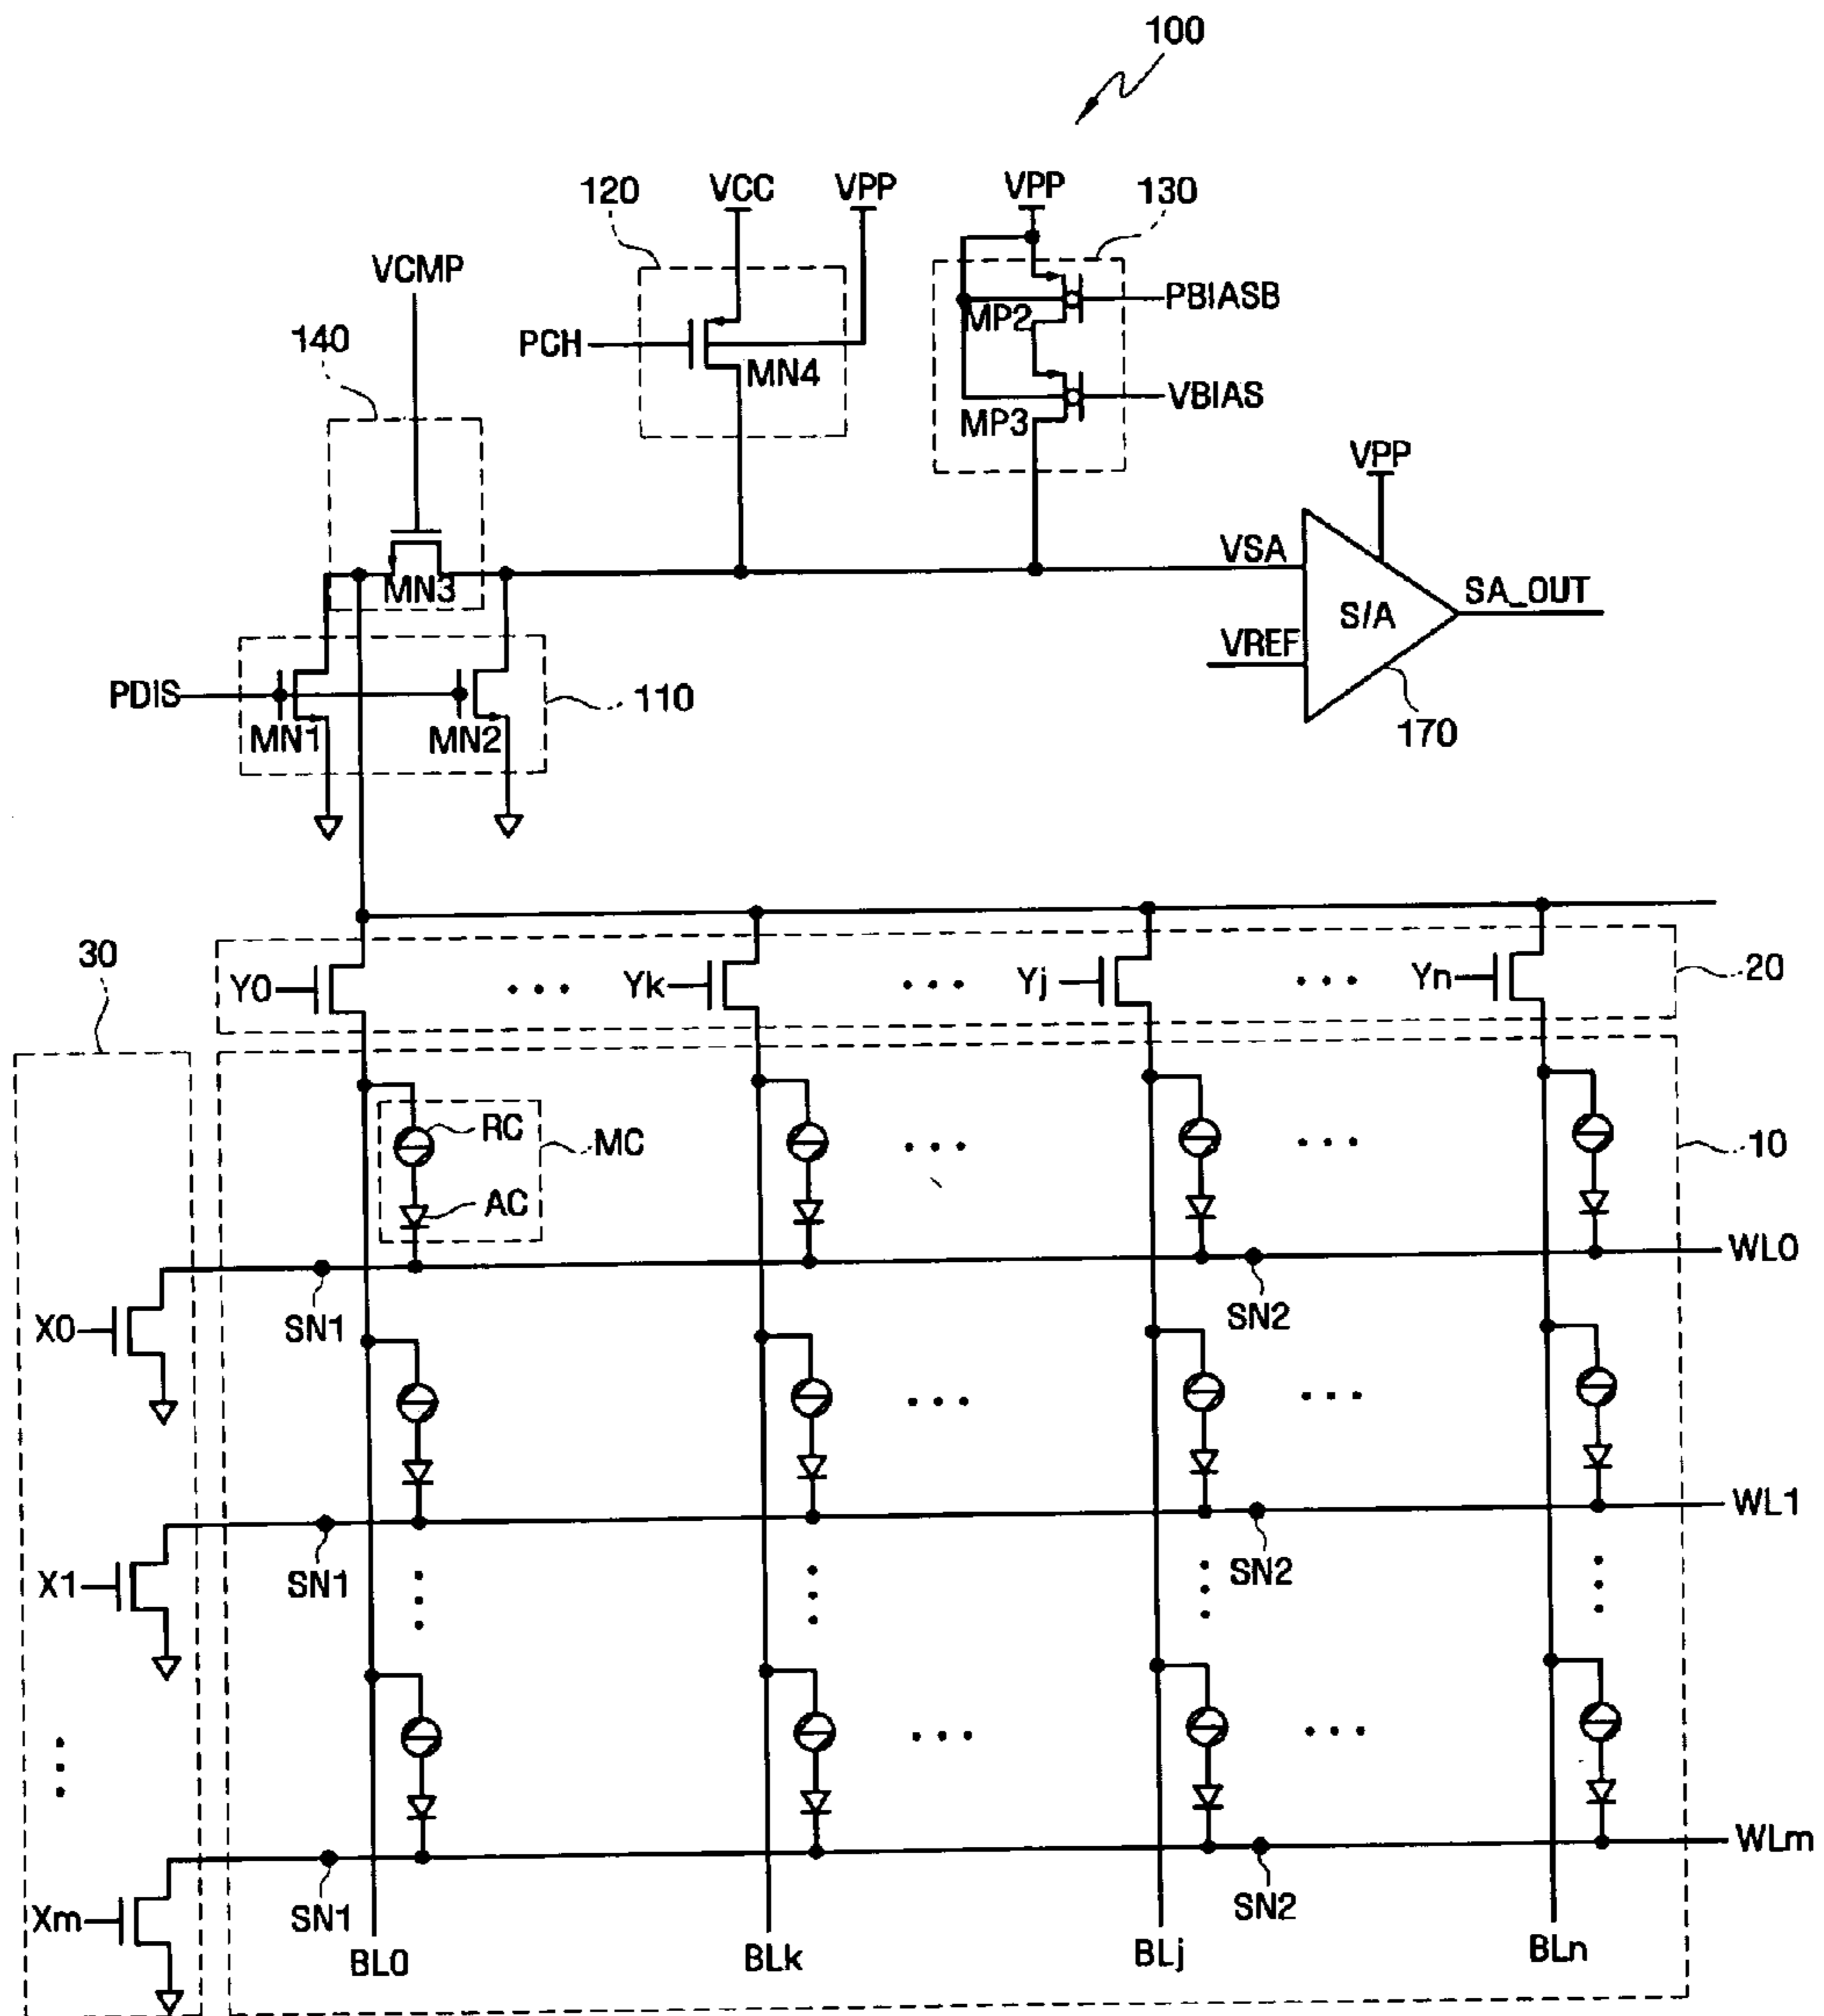 100
120
VCC
VPP
VPP
130
VCMP
140
PCH
MN4
MP2
PBIASB
MP3
VBIAS
VPP
VSA
MN3
S/A
SA_OUT
VREF
PDIS
110
MN1
MN2
170
30
20
Y0
Yk
Yj
Yn
RC
MC
10
AC
WL0
X0
SN1
SN2
WL1
X1
SN1
SN2
WLm
Xm
SN1
SN2
BL0
BLk
BLj
BLn